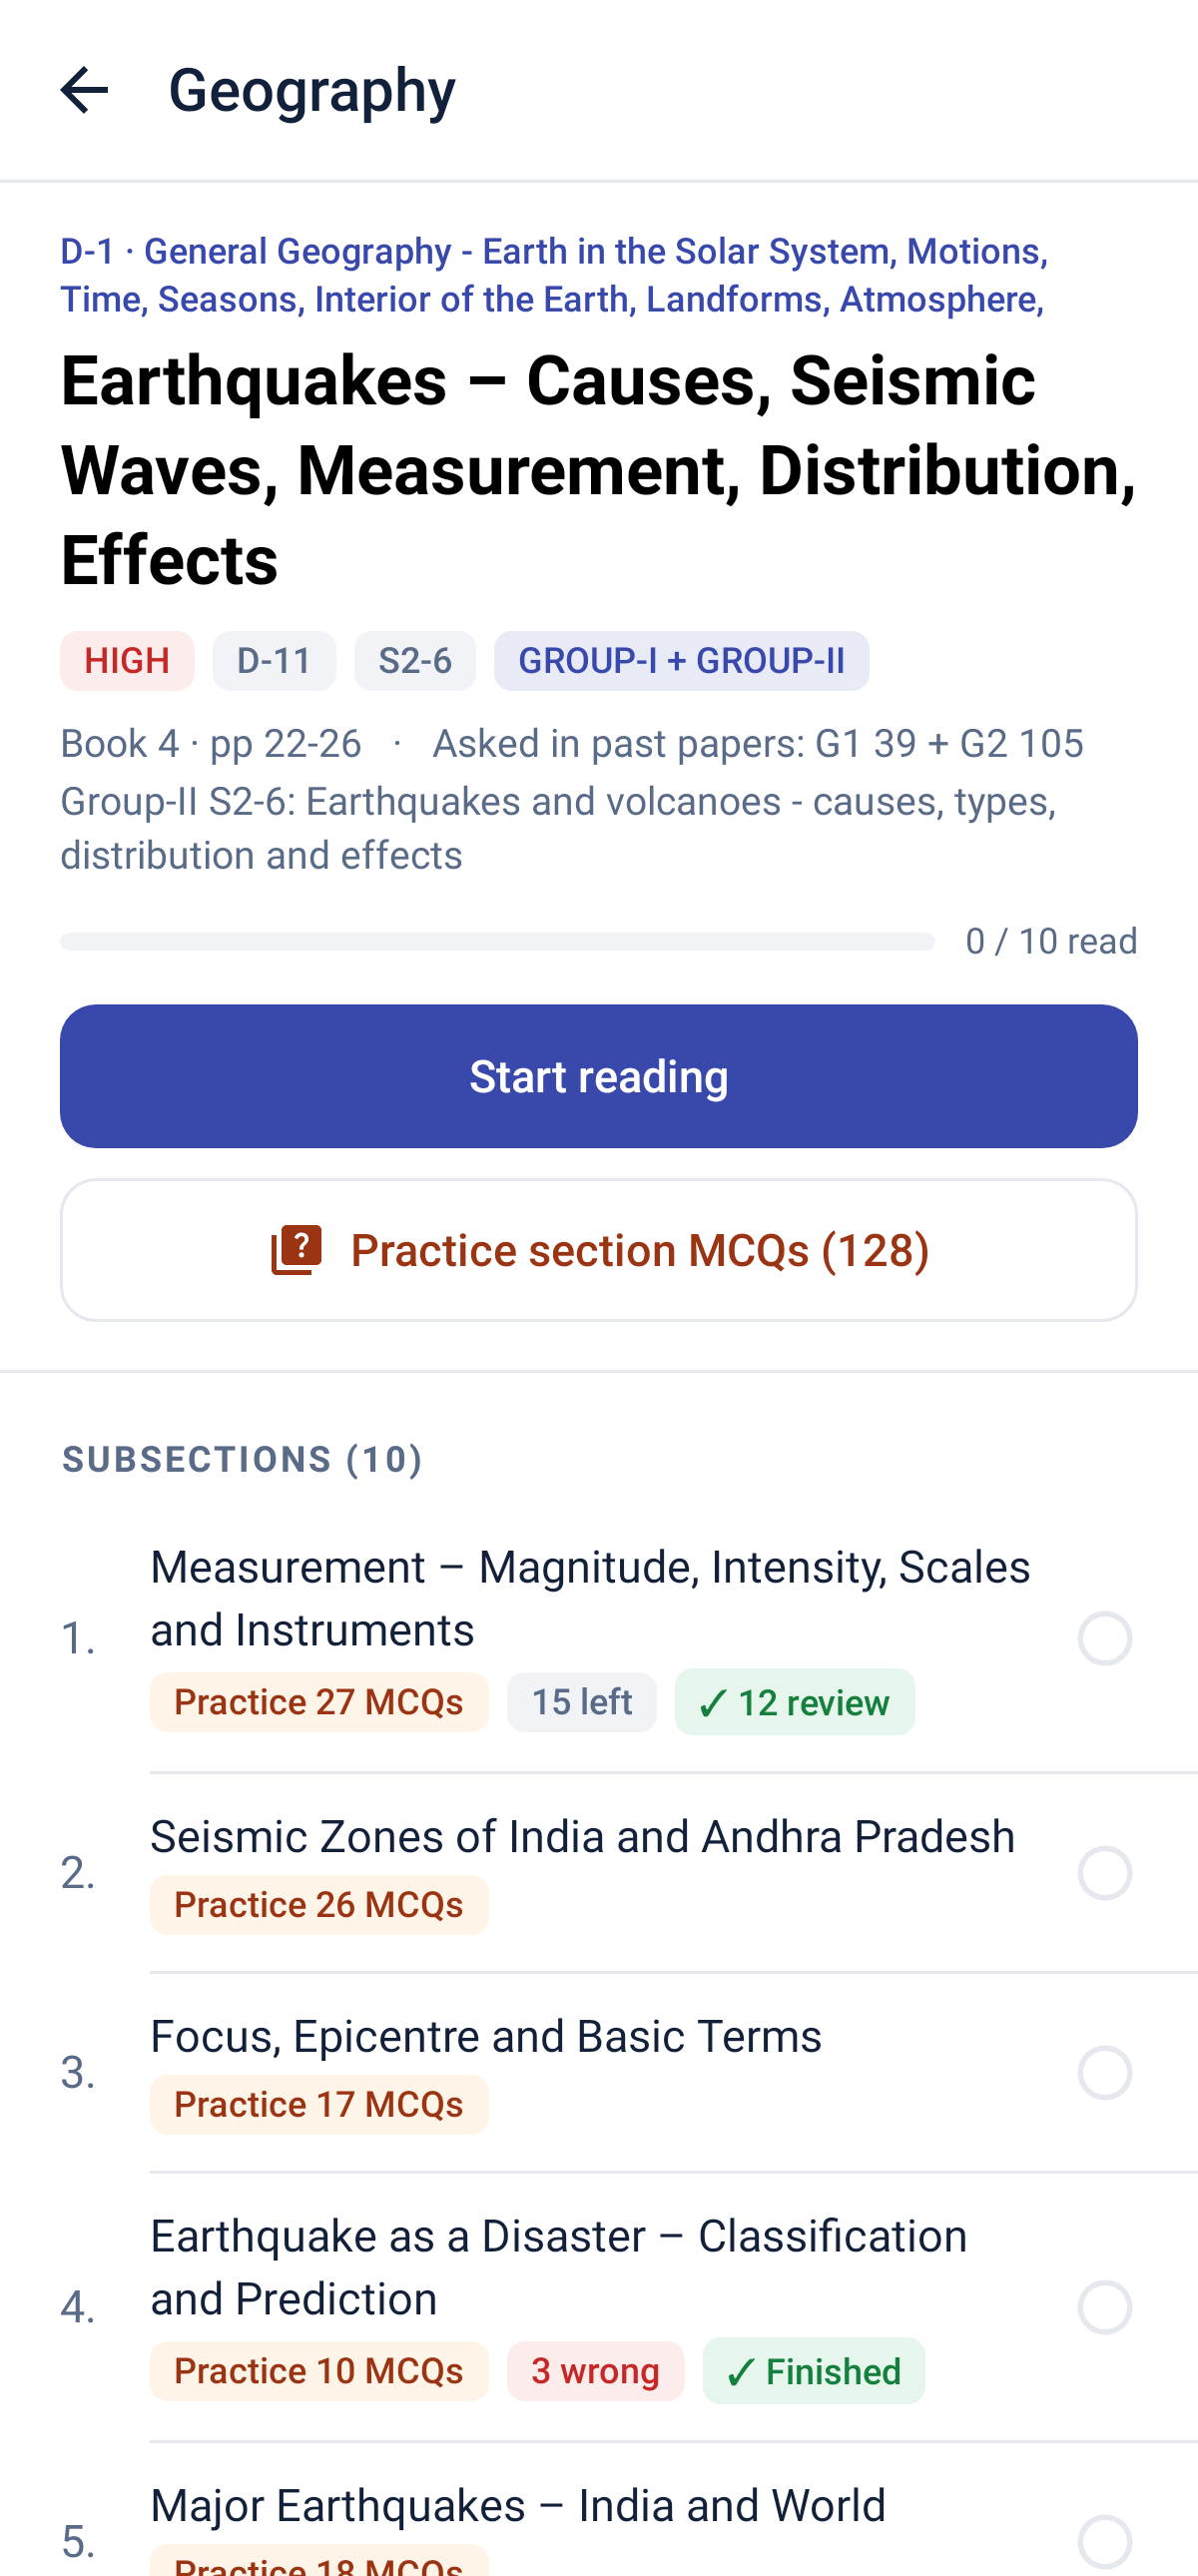 Geography
D-1 · General Geography - Earth in the Solar System, Motions,
Time, Seasons, Interior of the Earth, Landforms, Atmosphere,
Earthquakes – Causes, Seismic
Waves, Measurement, Distribution,
Effects
HIGH D-11 S2-6 GROUP-I + GROUP-II
Book 4 · pp 22-26 · Asked in past papers: G1 39 + G2 105
Group-II S2-6: Earthquakes and volcanoes - causes, types,
distribution and effects
0 / 10 read
Start reading
? Practice section MCQs (128)
SUBSECTIONS (10)
1. Measurement – Magnitude, Intensity, Scales
and Instruments
Practice 27 MCQs 15 left ✓ 12 review
2. Seismic Zones of India and Andhra Pradesh
Practice 26 MCQs
3. Focus, Epicentre and Basic Terms
Practice 17 MCQs
4. Earthquake as a Disaster – Classification
and Prediction
Practice 10 MCQs 3 wrong ✓ Finished
5. Major Earthquakes – India and World
Practice 18 MCQs